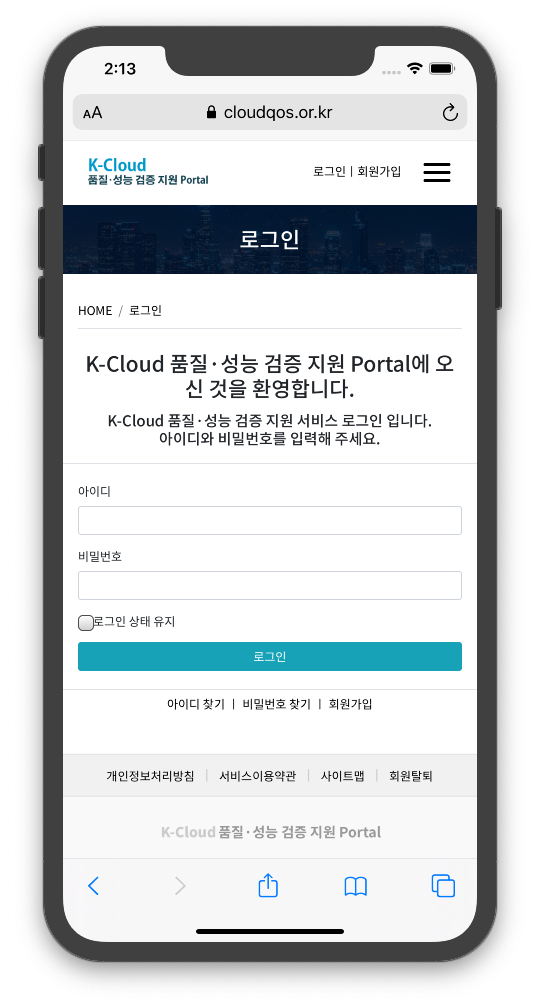 2:13
AA
cloudqos.or.kr
K-Cloud
품질·성능 검증 지원 Portal
로그인 | 회원가입
로그인
HOME / 로그인
K-Cloud 품질·성능 검증 지원 Portal에 오
신 것을 환영합니다.
K-Cloud 품질·성능 검증 지원 서비스 로그인 입니다.
아이디와 비밀번호를 입력해 주세요.
아이디
비밀번호
로그인 상태 유지
로그인
아이디 찾기 | 비밀번호 찾기 | 회원가입
개인정보처리방침 | 서비스이용약관 | 사이트맵 | 회원탈퇴
K-Cloud 품질·성능 검증 지원 Portal